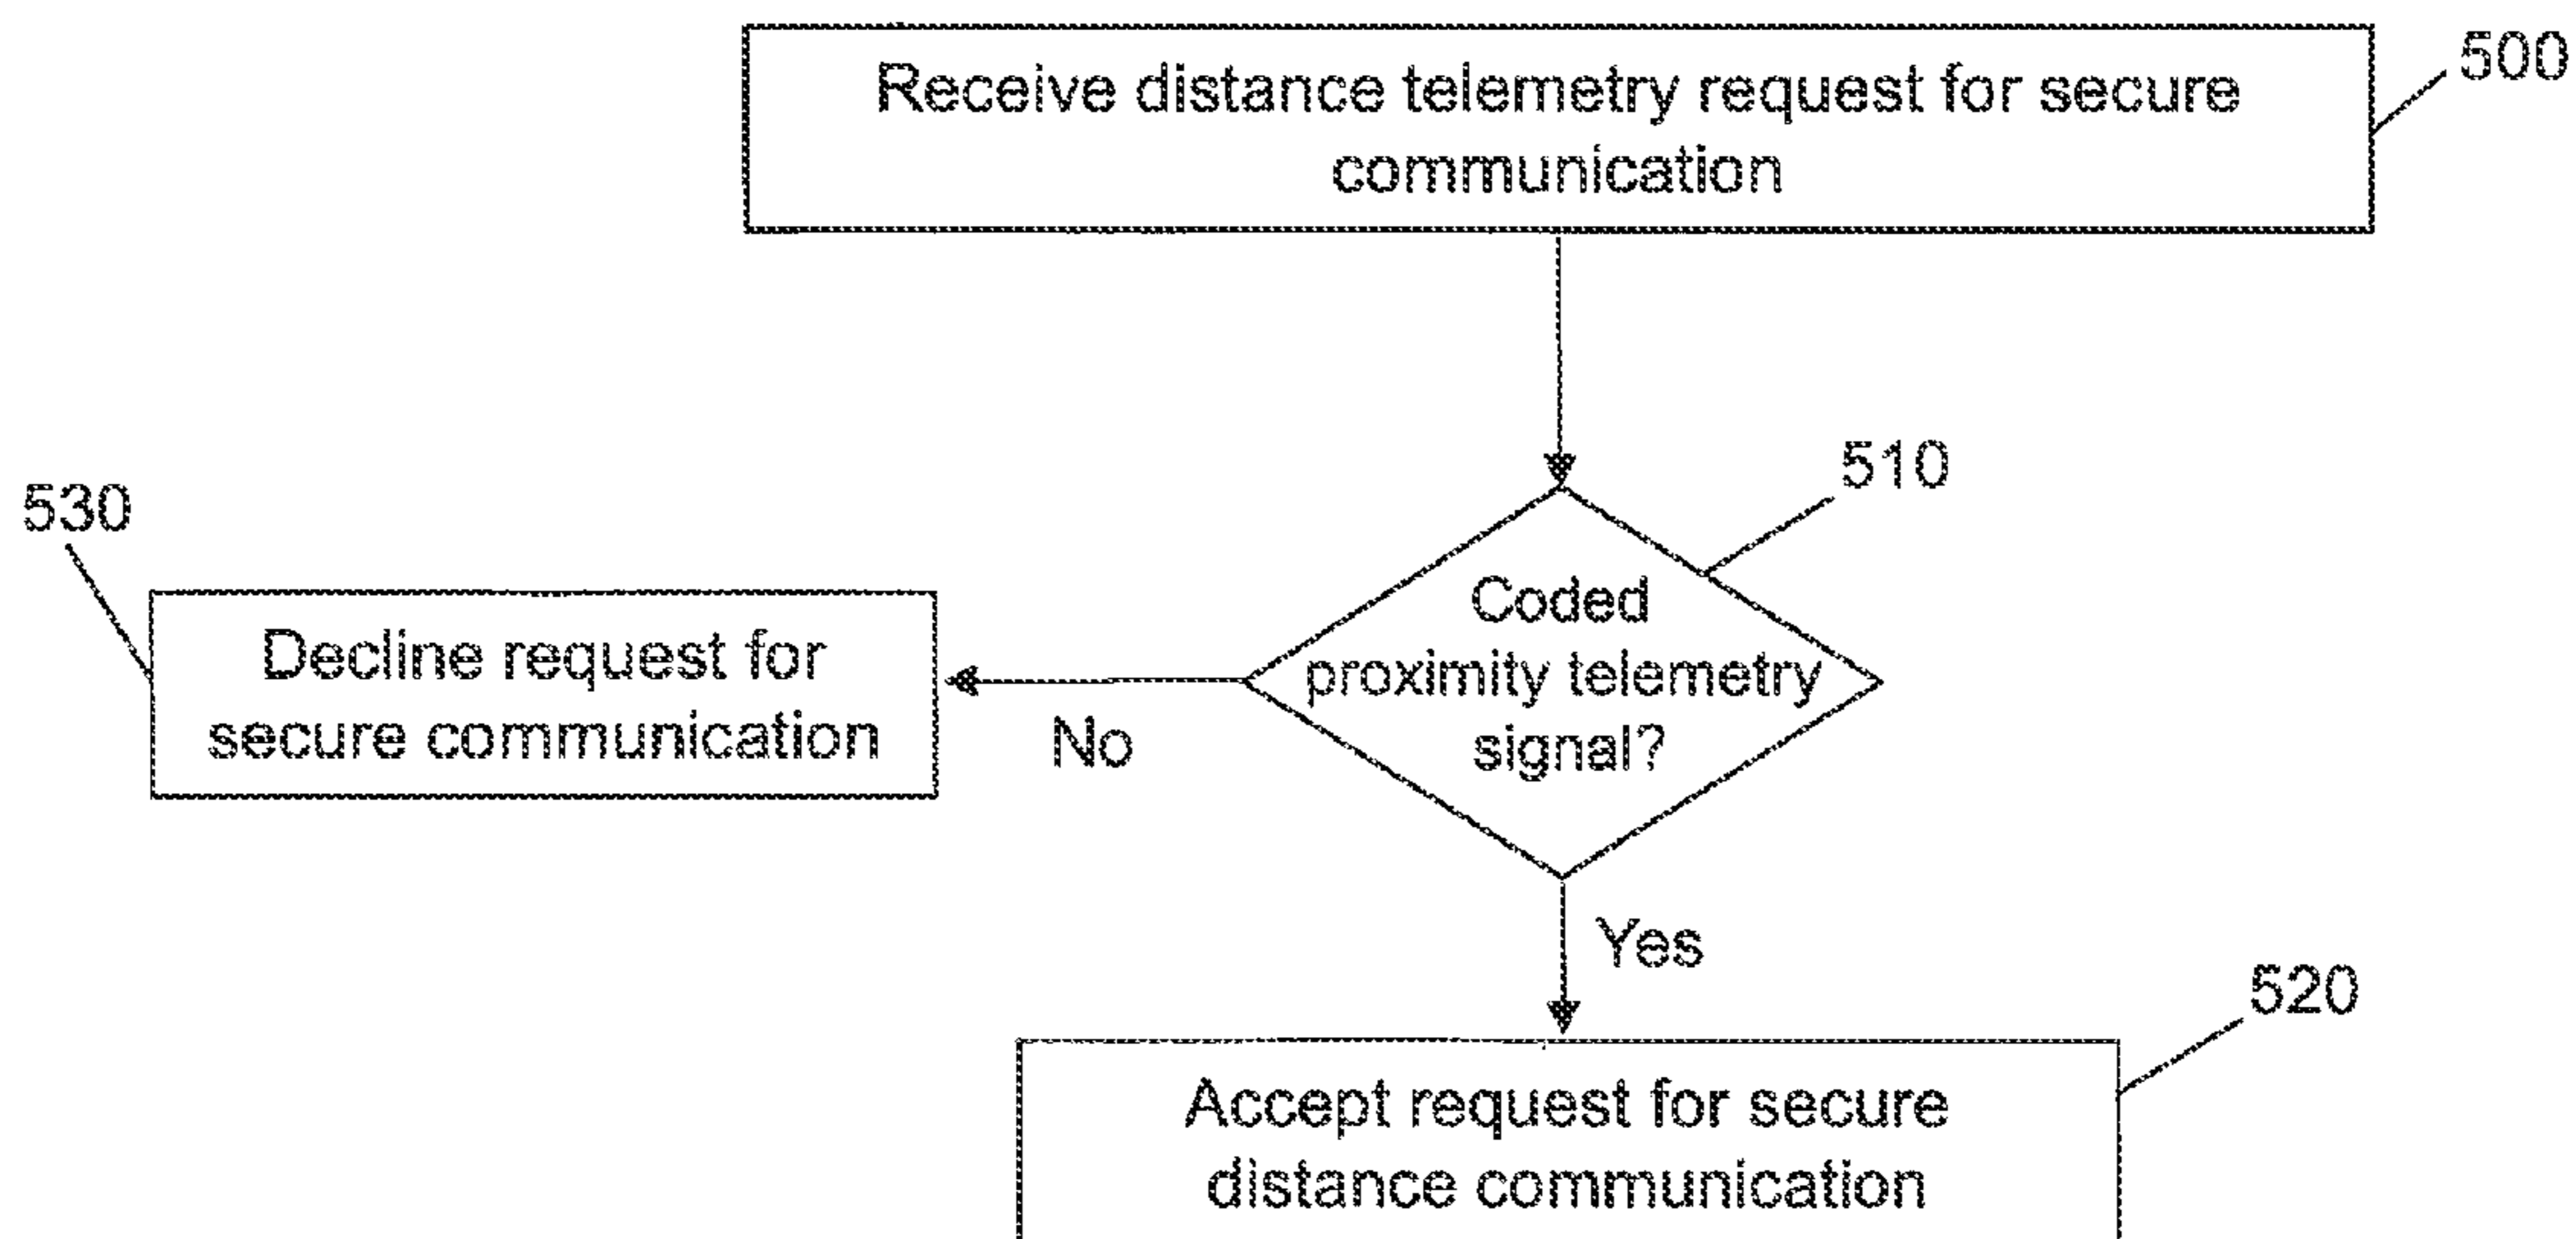 Receive distance telemetry request for secure
communication
500
510
Coded
proximity telemetry
signal?
530
Decline request for
secure communication
No
Yes
520
Accept request for secure
distance communication